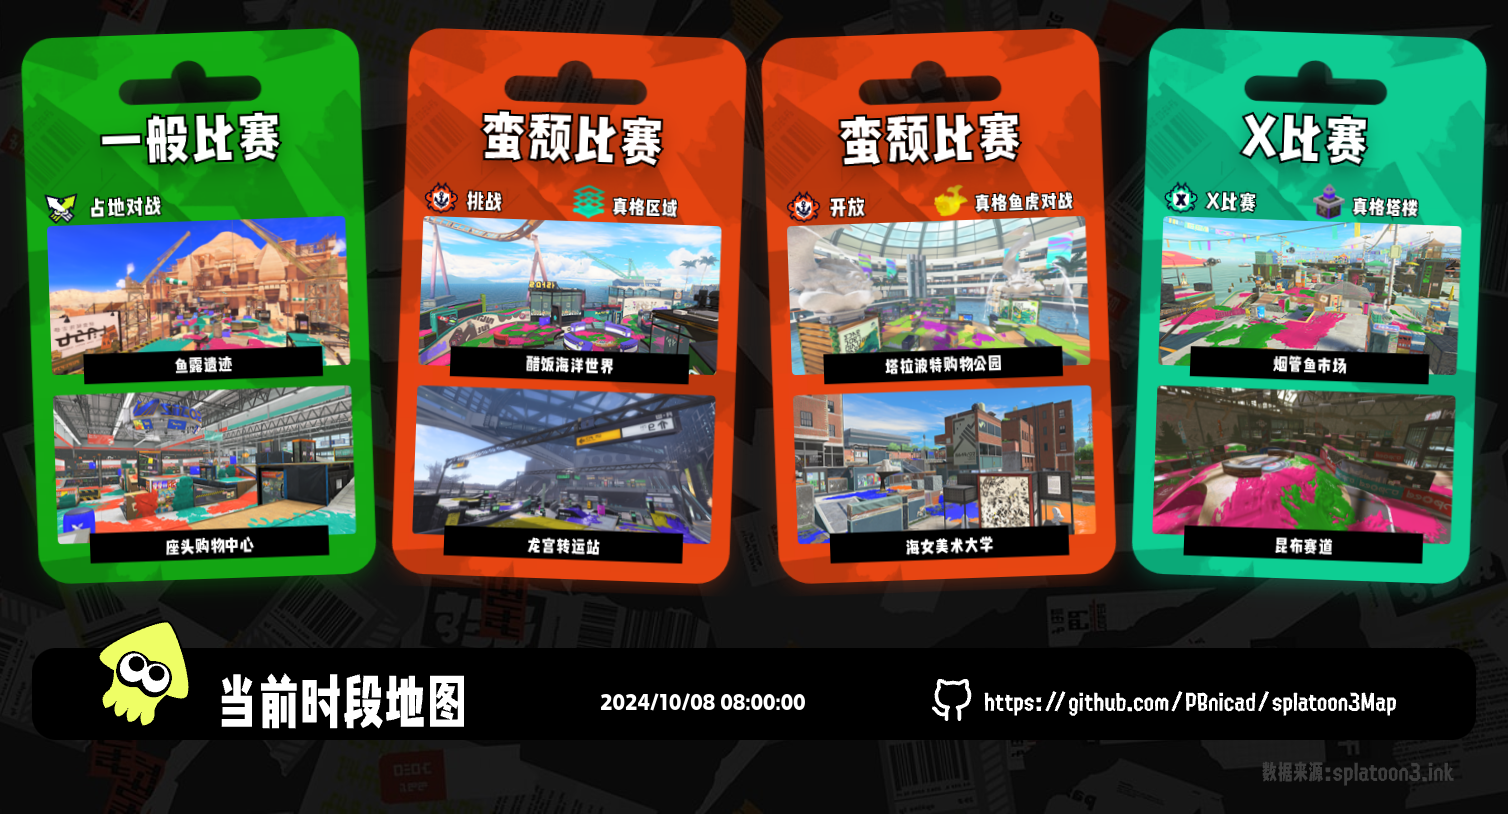 一般比赛
占地对战
鱼露遗迹
座头购物中心
蛮颓比赛
挑战
真格区域
醋饭海洋世界
龙宫转运站
蛮颓比赛
开放
真格鱼虎对战
塔拉波特购物公园
海女美术大学
X比赛
X比赛
真格塔楼
烟管鱼市场
昆布赛道
当前时段地图
2024/10/08 08:00:00
https://github.com/PBnicad/splatoon3Map
数据来源:splatoon3.ink